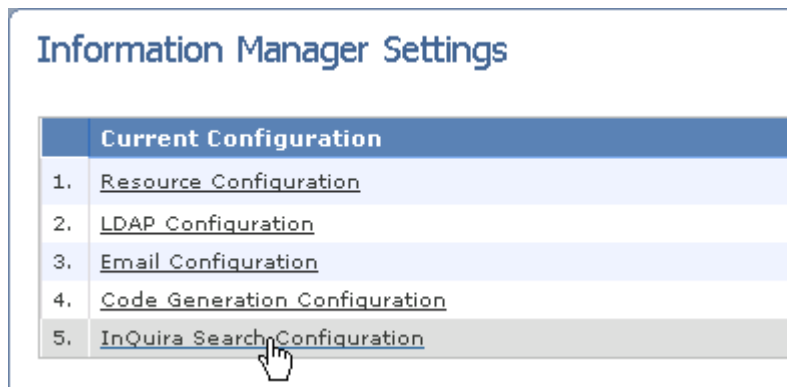 Information Manager Settings
Current Configuration
1. Resource Configuration
2. LDAP Configuration
3. Email Configuration
4. Code Generation Configuration
5. InQuira Search Configuration